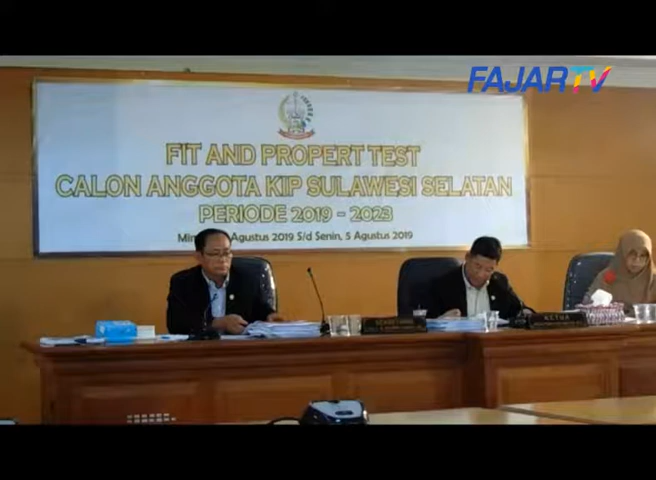 FAJAR TV
FIT AND PROPERT TEST
CALON ANGGOTA KIP SULAWESI SELATAN
PERIODE 2019 - 2023
Agustus 2019 S/d Senin, 5 Agustus 2019
KETUA